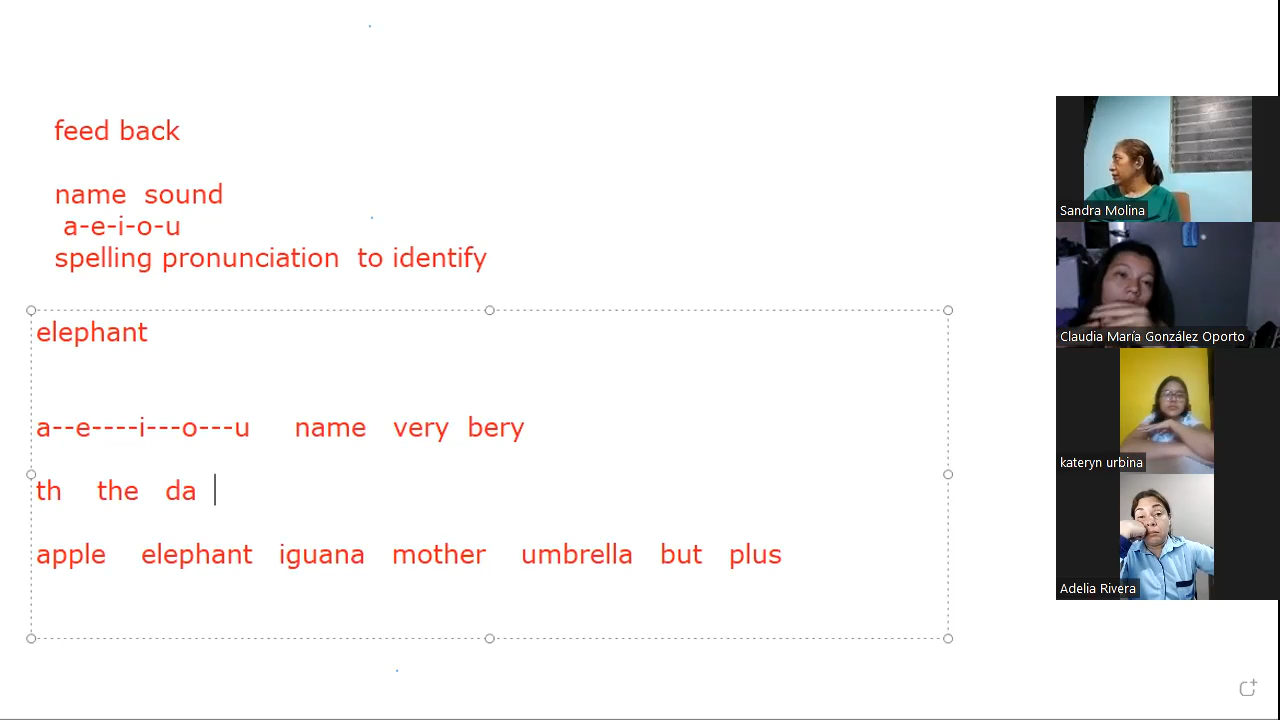 feed back
name sound
a-e-i-o-u
spelling pronunciation to identify
elephant
a--e----i---o---u name very bery
th the da
apple elephant iguana mother umbrella but plus
Sandra Molina
Claudia María González Oporto
kateryn urbina
Adelia Rivera